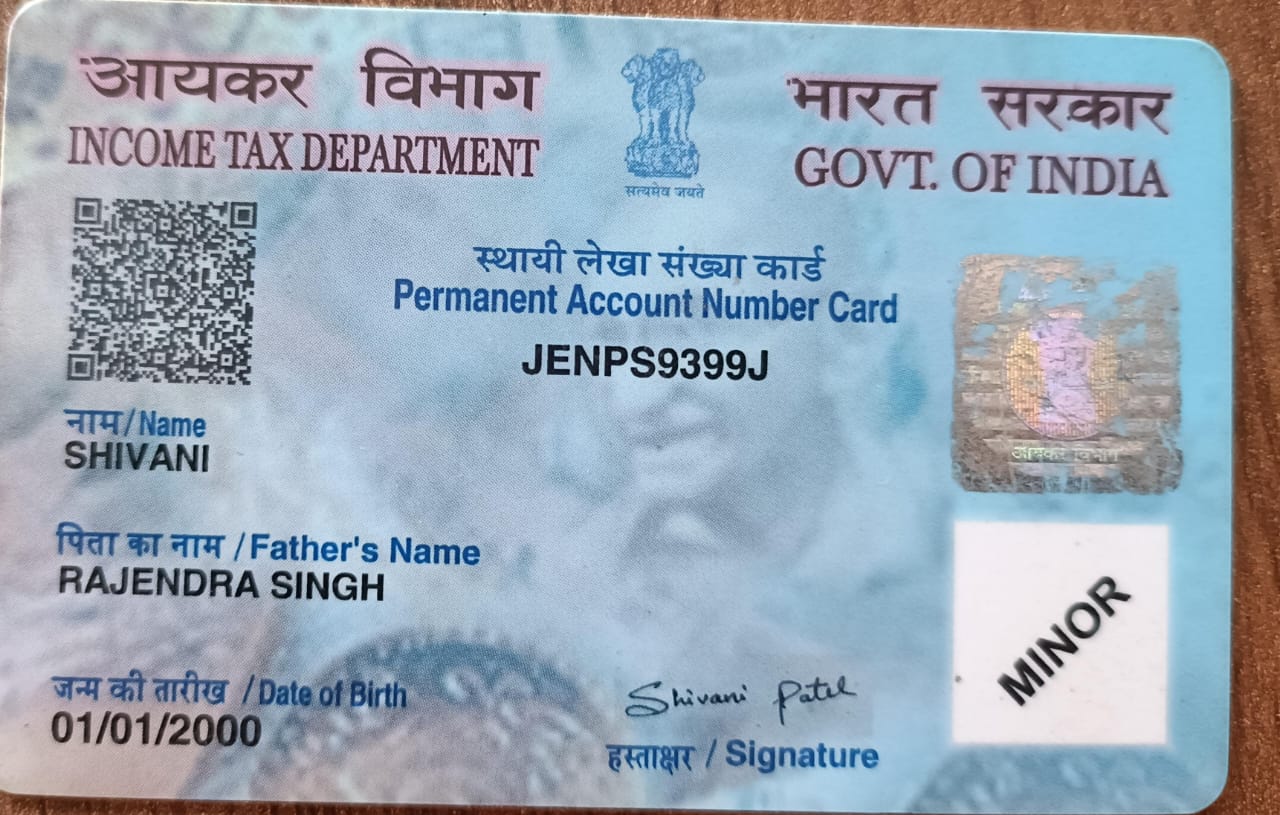 आयकर विभाग
INCOME TAX DEPARTMENT
सत्यमेव जयते
भारत सरकार
GOVT. OF INDIA
स्थायी लेखा संख्या कार्ड
Permanent Account Number Card
JENPS9399J
नाम/Name
SHIVANI
पिता का नाम /Father's Name
RAJENDRA SINGH
जन्म की तारीख /Date of Birth
01/01/2000
Shivani Patel
हस्ताक्षर / Signature
आयकर विभाग
MINOR